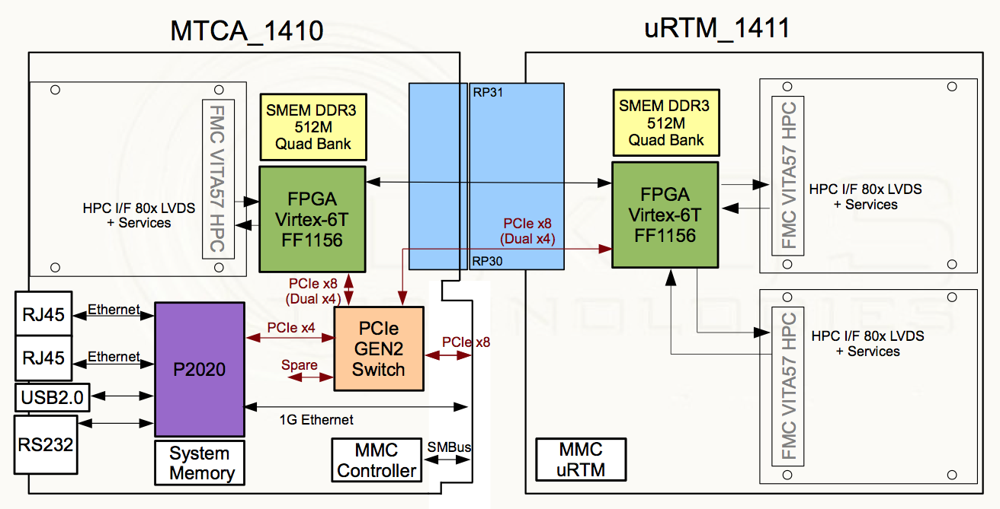 MTCA_1410
uRTM_1411
FMC VITA57 HPC
HPC I/F 80x LVDS
+ Services
SMEM DDR3
512M
Quad Bank
FPGA
Virtex-6T
FF1156
RP31
PCIe x8
(Dual x4)
RP30
SMEM DDR3
512M
Quad Bank
FPGA
Virtex-6T
FF1156
FMC VITA57 HPC
HPC I/F 80x LVDS
+ Services
PCIe x8
(Dual x4)
RJ45
Ethernet
RJ45
Ethernet
USB2.0
RS232
P2020
System
Memory
PCIe x4
Spare
PCIe
GEN2
Switch
PCIe x8
1G Ethernet
MMC
Controller
SMBus
MMC
uRTM
FMC VITA57 HPC
HPC I/F 80x LVDS
+ Services